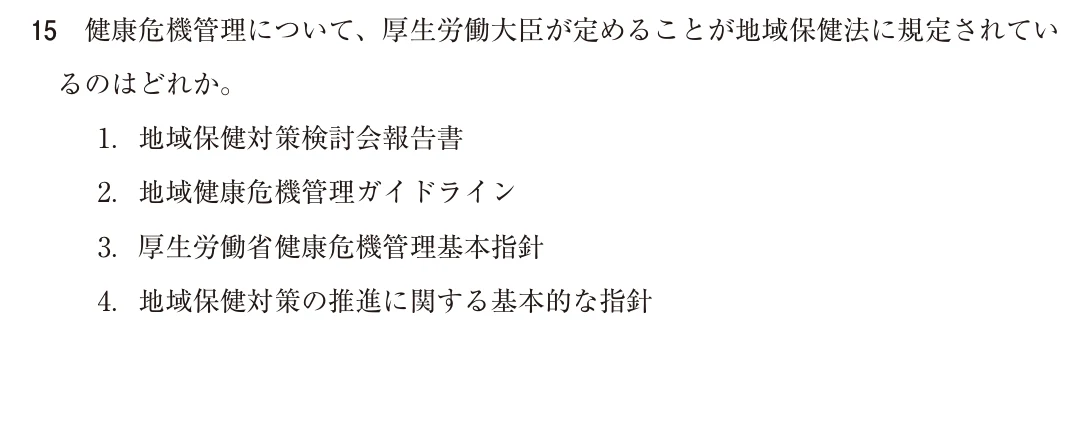 15　健康危機管理について、厚生労働大臣が定めることが地域保健法に規定されてい
るのはどれか。
1.　地域保健対策検討会報告書
2.　地域健康危機管理ガイドライン
3.　厚生労働省健康危機管理基本指針
4.　地域保健対策の推進に関する基本的な指針